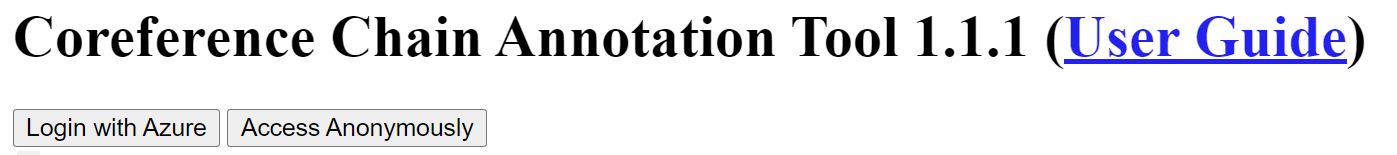 Coreference Chain Annotation Tool 1.1.1 (User Guide)
Login with Azure Access Anonymously